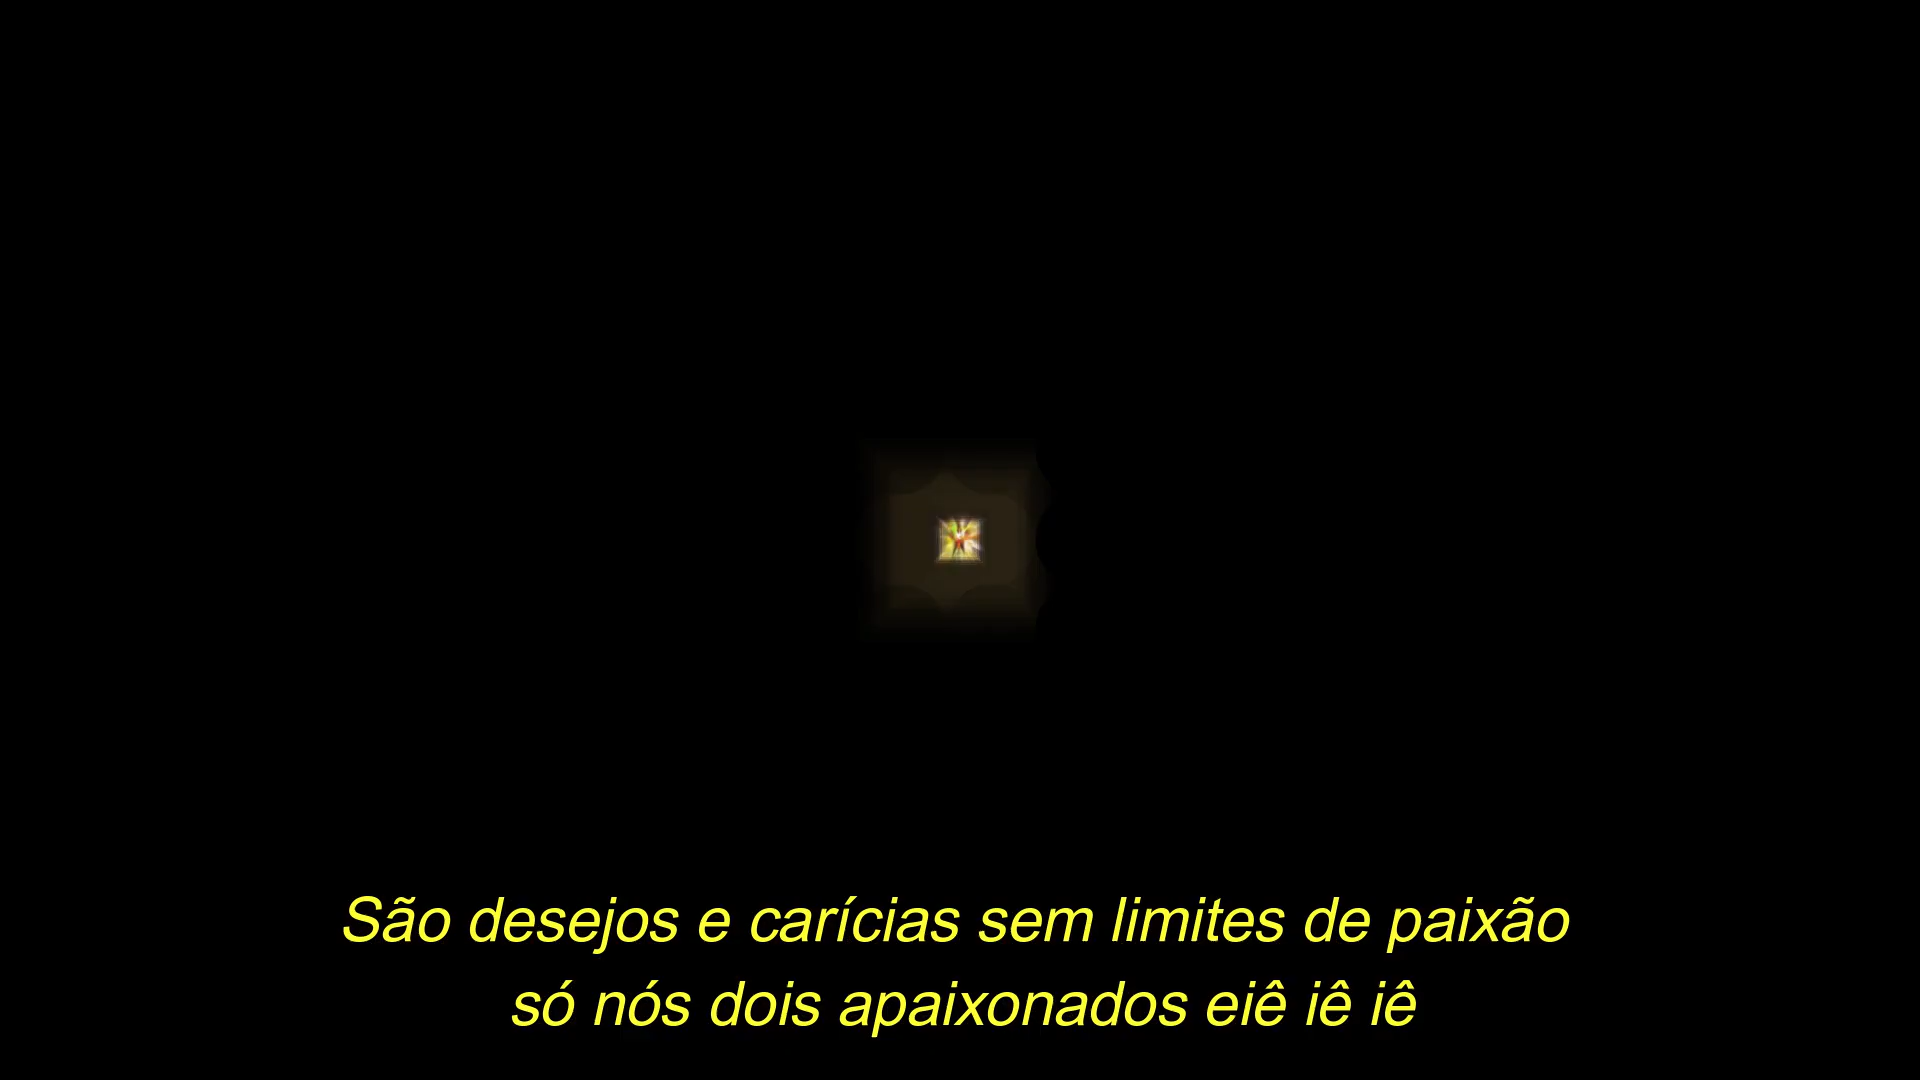 São desejos e carícias sem limites de paixão
só nós dois apaixonados eiê iê iê